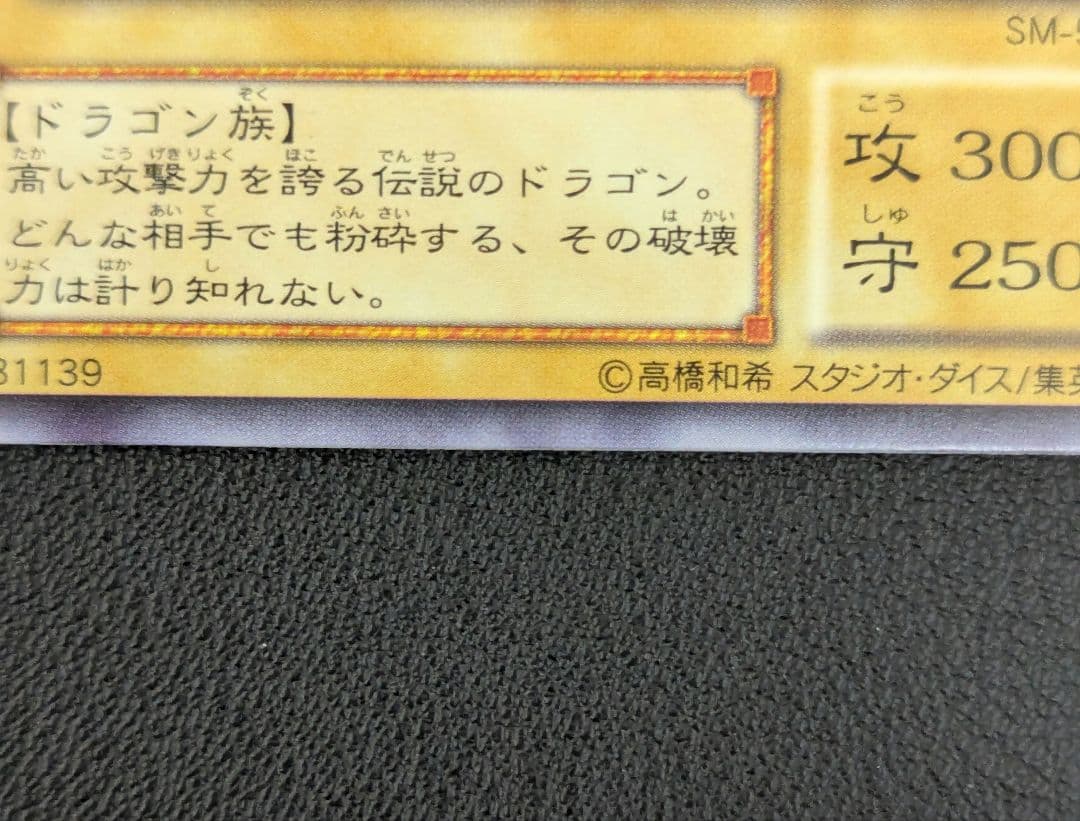 SM-5
【ドラゴン族】
高い攻撃力を誇る伝説のドラゴン。
どんな相手でも粉砕する、その破壊
力は計り知れない。
攻 300
守 250
81139
©高橋和希 スタジオ・ダイス/集英